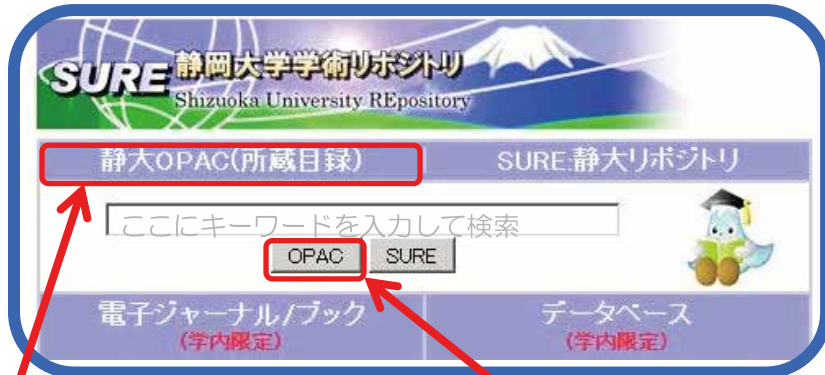 SURE 静岡大学学術リポジトリ
Shizuoka University REpository
静大OPAC(所蔵目録) SURE:静大リポジトリ
ここにキーワードを入力して検索
OPAC SURE
電子ジャーナル/ブック データベース
(学内限定) (学内限定)